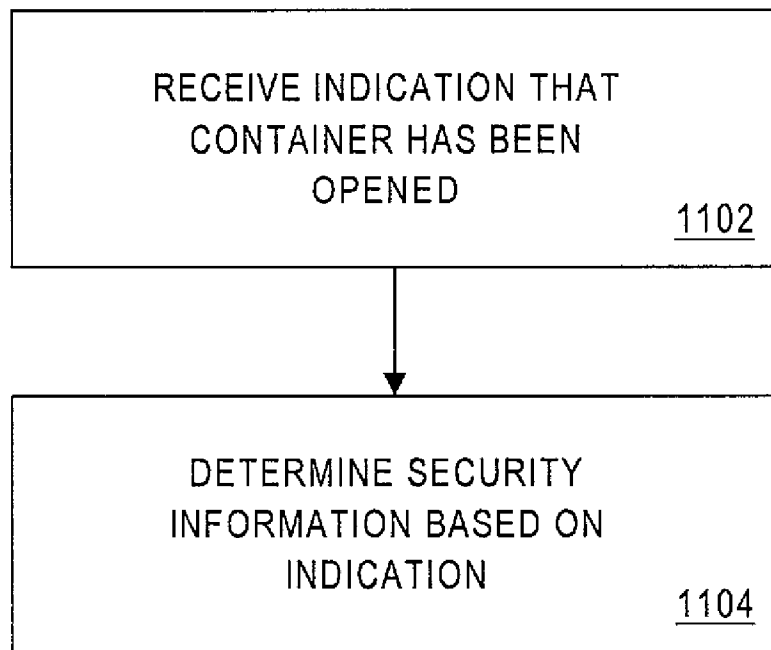 RECEIVE INDICATION THAT
CONTAINER HAS BEEN
OPENED
1102
DETERMINE SECURITY
INFORMATION BASED ON
INDICATION
1104